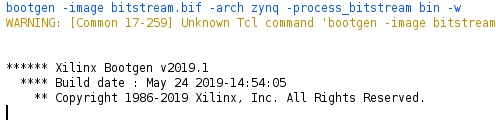 bootgen -image bitstream.bif -arch zynq -process_bitstream bin -w
WARNING: [Common 17-259] Unknown Tcl command 'bootgen -image bitstream
****** Xilinx Bootgen v2019.1
**** Build date : May 24 2019-14:54:05
** Copyright 1986-2019 Xilinx, Inc. All Rights Reserved.